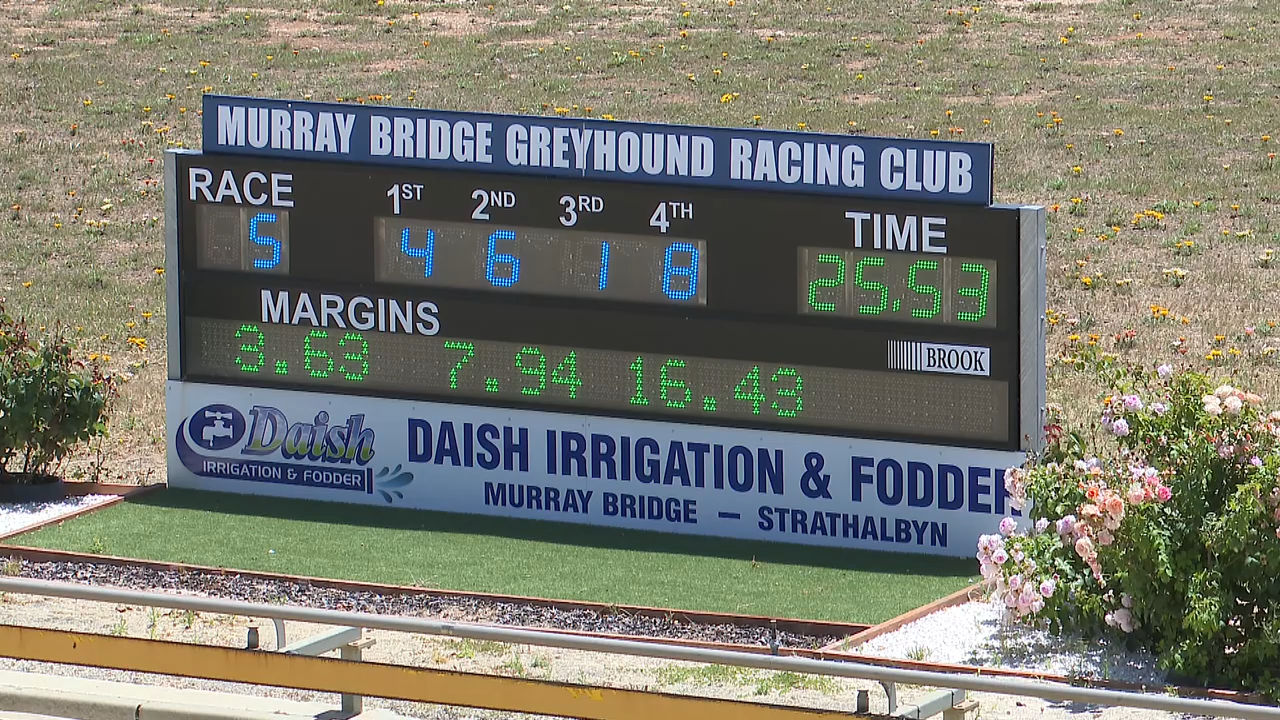 MURRAY BRIDGE GREYHOUND RACING CLUB
RACE 1ST 2ND 3RD 4TH TIME
5 4 6 1 8 25.53
MARGINS
3.63 7.94 16.43
BROOK
Daish
IRRIGATION & FODDER
DAISH IRRIGATION & FODDER
MURRAY BRIDGE — STRATHALBYN